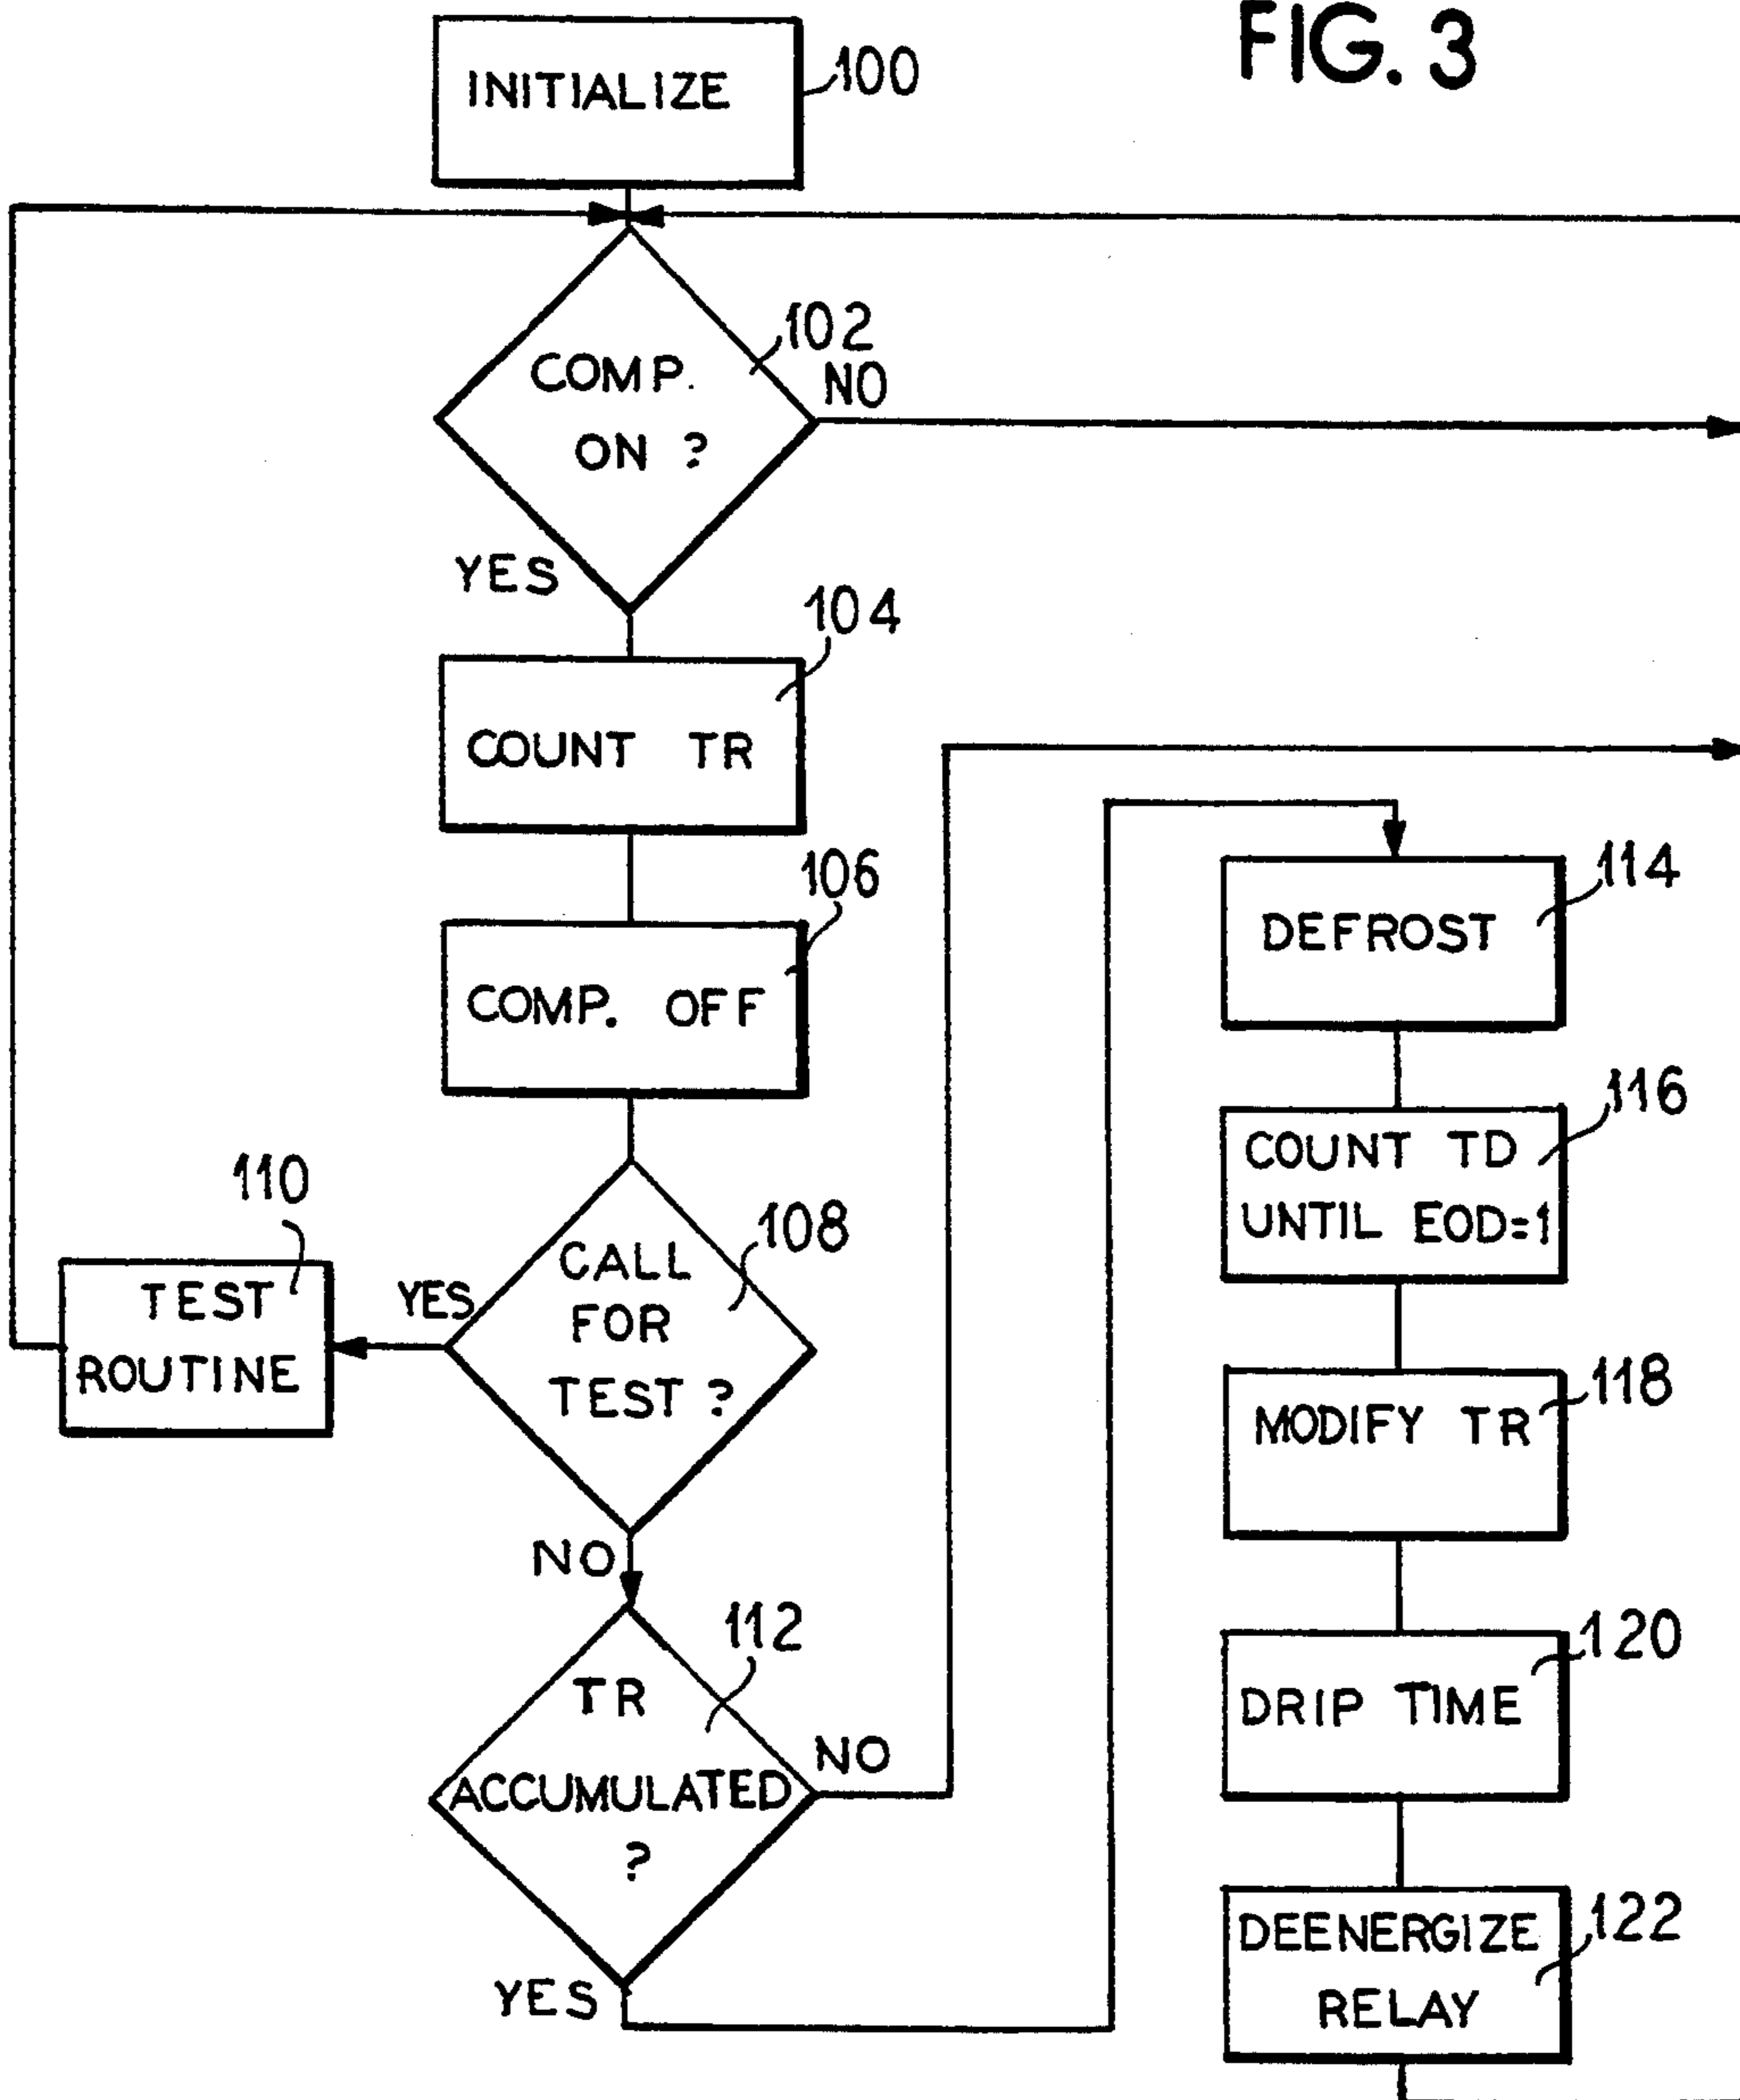 FIG. 3
INITIALIZE
100
COMP.
ON ?
102
NO
YES
COUNT TR
104
COMP. OFF
106
CALL
FOR
TEST ?
108
YES
TEST
ROUTINE
110
NO
TR
ACCUMULATED
?
112
NO
YES
DEFROST
114
COUNT TD
UNTIL EOD=1
116
MODIFY TR
118
DRIP TIME
120
DEENERGIZE
RELAY
122